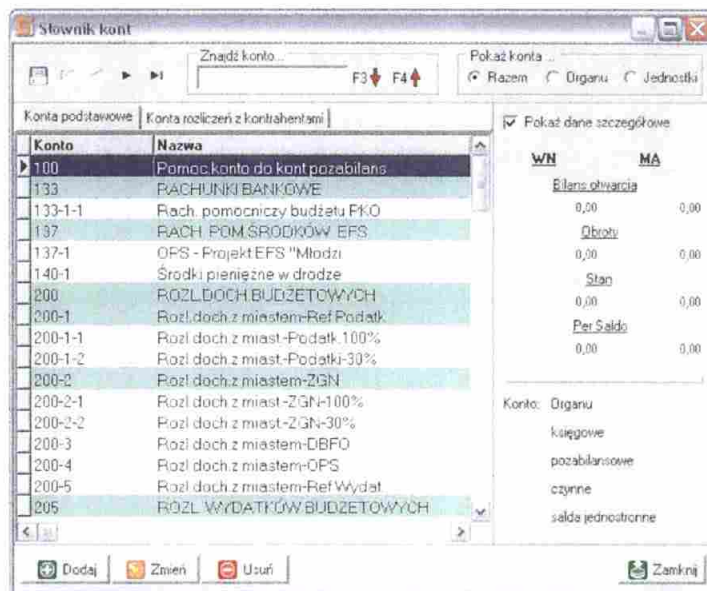 Słownik kont
Znajdź konto...
F3 F4
Pokaż konta ...
Razem Organu Jednostki
Konta podstawowe Konta rozliczeń z kontrahentami
Konto Nazwa
100 Pomoc.konto do kont pozabilans
133 RACHUNKI BANKOWE
133-1-1 Rach. pomocniczy budżetu PKO
137 RACH. POM.ŚRODKÓW EFS
137-1 OPS - Projekt EFS "Młodzi
140-1 Środki pieniężne w drodze
200 ROZL.DOCH.BUDŻETOWYCH
200-1 Rozl.doch.z miastem-Ref.Podatk
200-1-1 Rozl.doch.z miast.-Podatk.100%
200-1-2 Rozl.doch.z miast.-Podatki-30%
200-2 Rozl.doch.z miastem-ZGN
200-2-1 Rozl.doch.z miast-ZGN-100%
200-2-2 Rozl.doch.z miast-ZGN-30%
200-3 Rozl.doch.z miastem-DBFO
200-4 Rozl.doch.z miastem-OPS
200-5 Rozl.doch.z miastem-Ref.Wydat
205 ROZL. WYDATKÓW BUDŻETOWYCH
Pokaż dane szczegółowe
WN MA
Bilans otwarcia
0,00 0,00
Obroty
0,00 0,00
Stan
0,00 0,00
Per Saldo
0,00 0,00
Konto: Organu
księgowe
pozabilansowe
czynne
salda jednostronne
Dodaj Zmień Usuń Zamknij